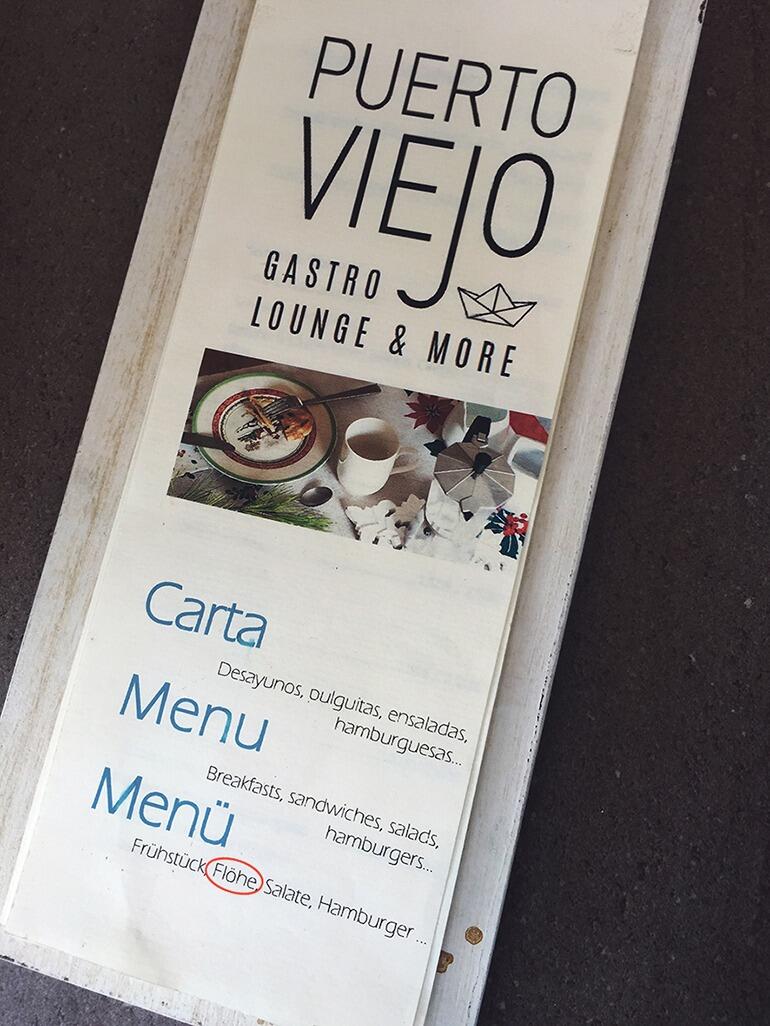 PUERTO
VIEJO
GASTRO
LOUNGE & MORE
Carta
Desayunos, pulguitas, ensaladas,
hamburguesas...
Menu
Breakfasts, sandwiches, salads,
hamburgers...
Menü
Frühstück, Flöhe, Salate, Hamburger ...